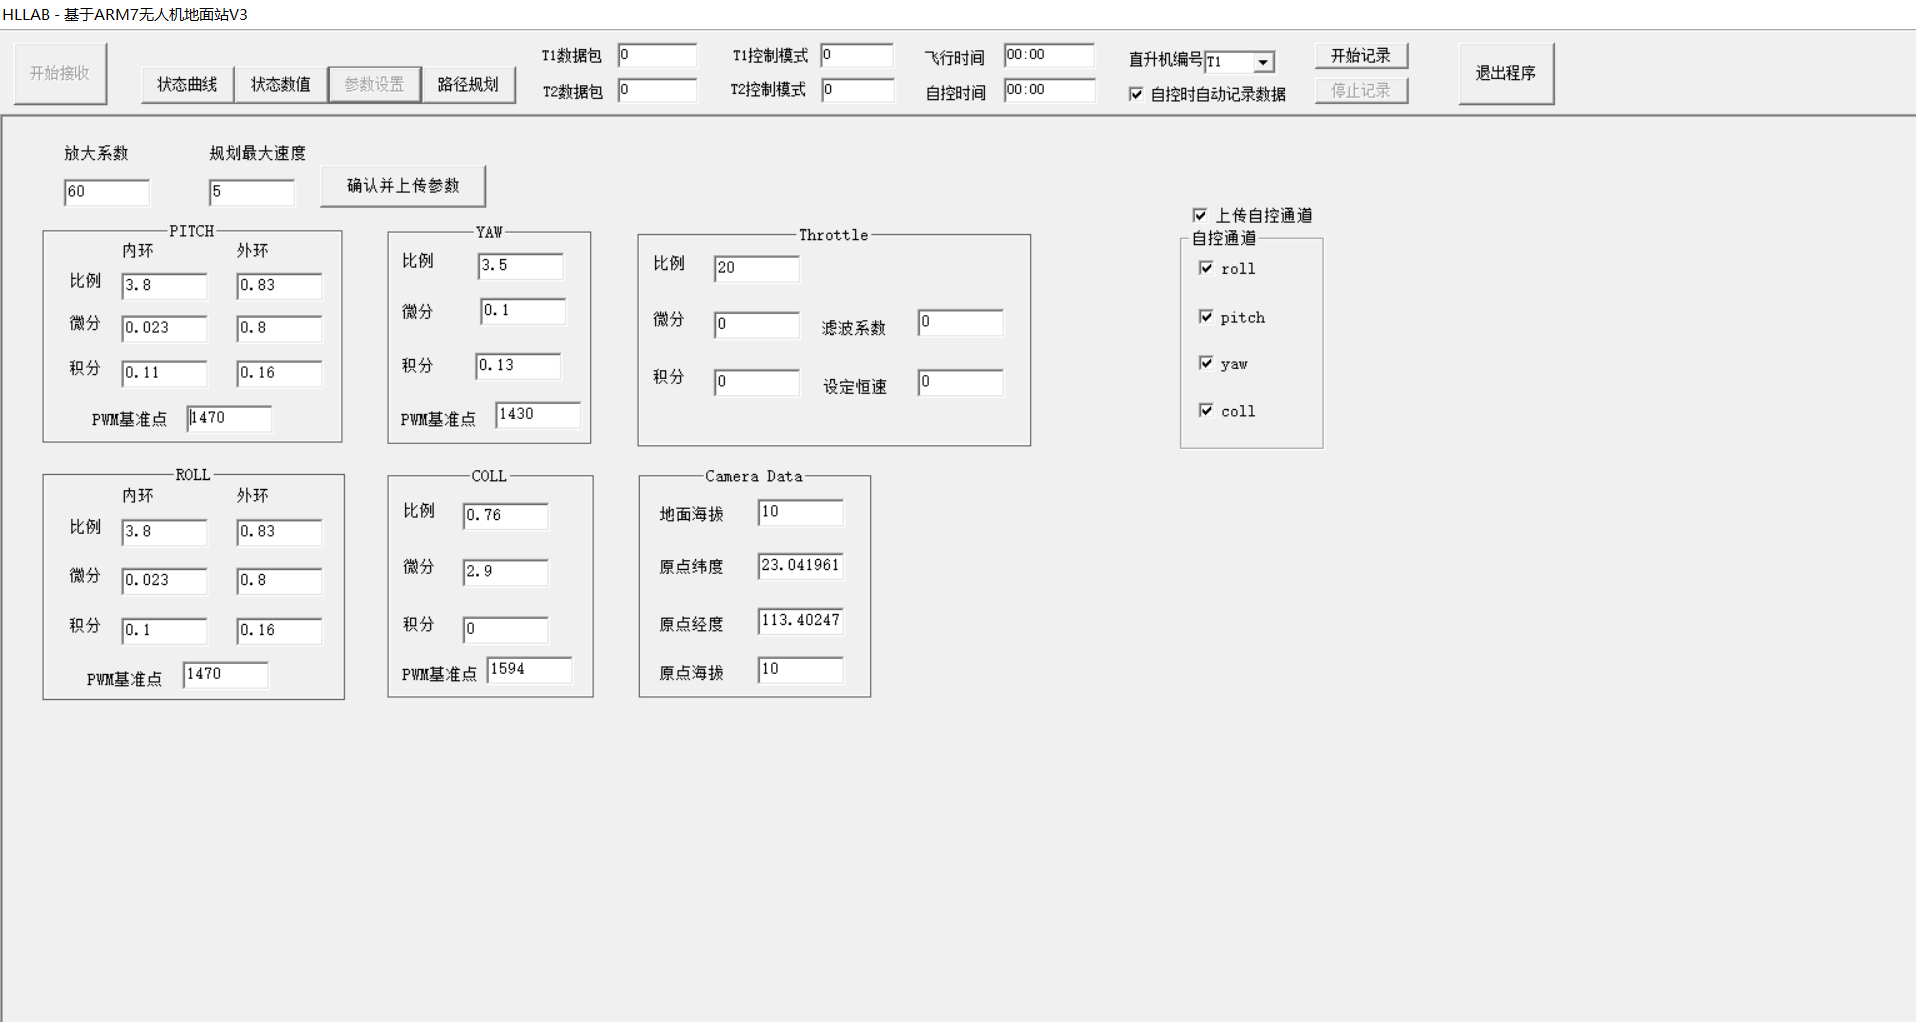 HLLAB - 基于ARM7无人机地面站V3
开始接收
状态曲线 状态数值 参数设置 路径规划
T1数据包 0 T1控制模式 0 飞行时间 00:00 直升机编号 T1 开始记录
T2数据包 0 T2控制模式 0 自控时间 00:00 自控时自动记录数据 停止记录
退出程序
放大系数 规划最大速度
60 5 确认并上传参数
PITCH
内环 外环
比例 3.8 0.83
微分 0.023 0.8
积分 0.11 0.16
PWM基准点 1470
YAW
比例 3.5
微分 0.1
积分 0.13
PWM基准点 1430
Throttle
比例 20
微分 0 滤波系数 0
积分 0 设定恒速 0
上传自控通道
自控通道
roll
pitch
yaw
coll
ROLL
内环 外环
比例 3.8 0.83
微分 0.023 0.8
积分 0.1 0.16
PWM基准点 1470
COLL
比例 0.76
微分 2.9
积分 0
PWM基准点 1594
Camera Data
地面海拔 10
原点纬度 23.041961
原点经度 113.40247
原点海拔 10